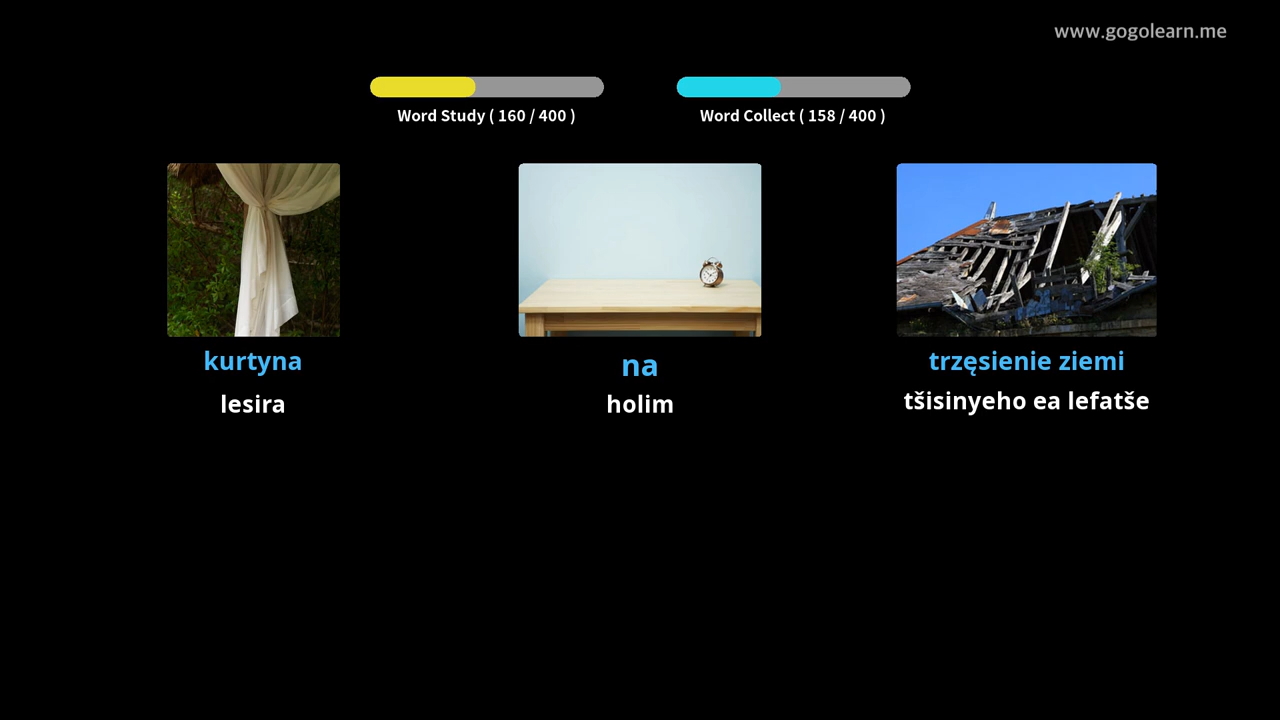 www.gogolearn.me
Word Study ( 160 / 400 )
Word Collect ( 158 / 400 )
kurtyna
lesira
na
holim
trzęsienie ziemi
tšisinyeho ea lefatše